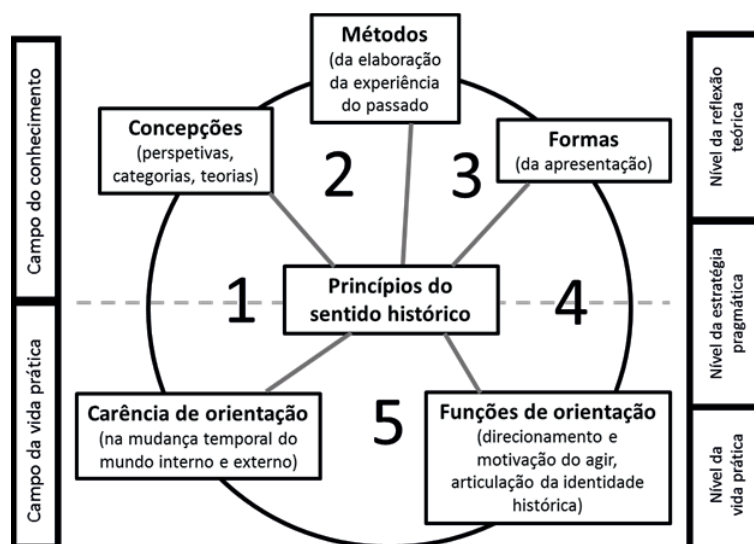 Métodos
(da elaboração
da experiência
do passado
Concepções
(perspetivas,
categorias, teorias)
Formas
(da apresentação)
2
3
Princípios do
sentido histórico
1
4
Carência de orientação
(na mudança temporal do
mundo interno e externo)
5
Funções de orientação
(direcionamento e
motivação do agir,
articulação da identidade
histórica)
Campo do conhecimento
Campo da vida prática
Nível da reflexão
teórica
Nível da estratégia
pragmática
Nível da
vida prática